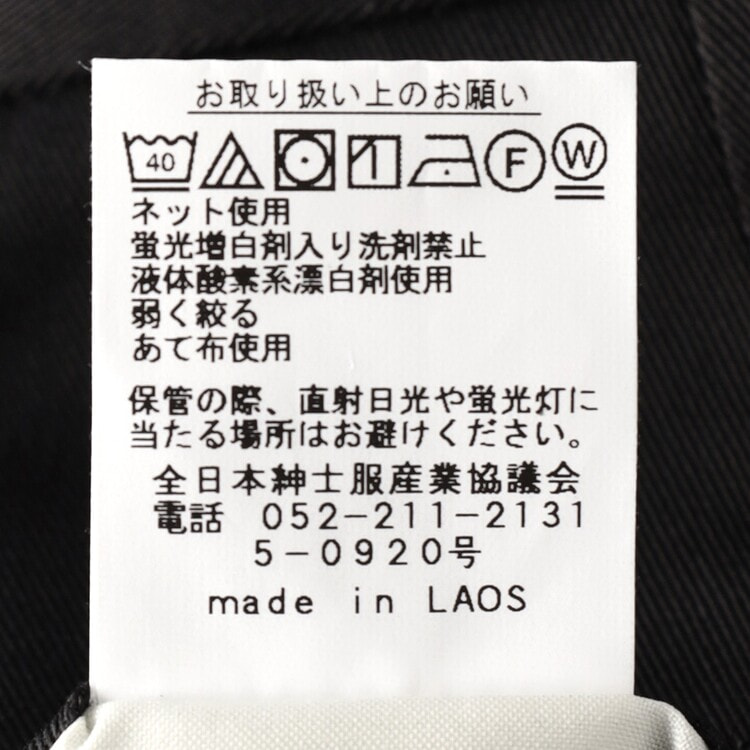 お取り扱い上のお願い
40 F W
ネット使用
蛍光増白剤入り洗剤禁止
液体酸素系漂白剤使用
弱く絞る
あて布使用
保管の際、直射日光や蛍光灯に
当たる場所はお避けください。
全日本紳士服産業協議会
電話 052-211-2131
5-0920号
made in LAOS